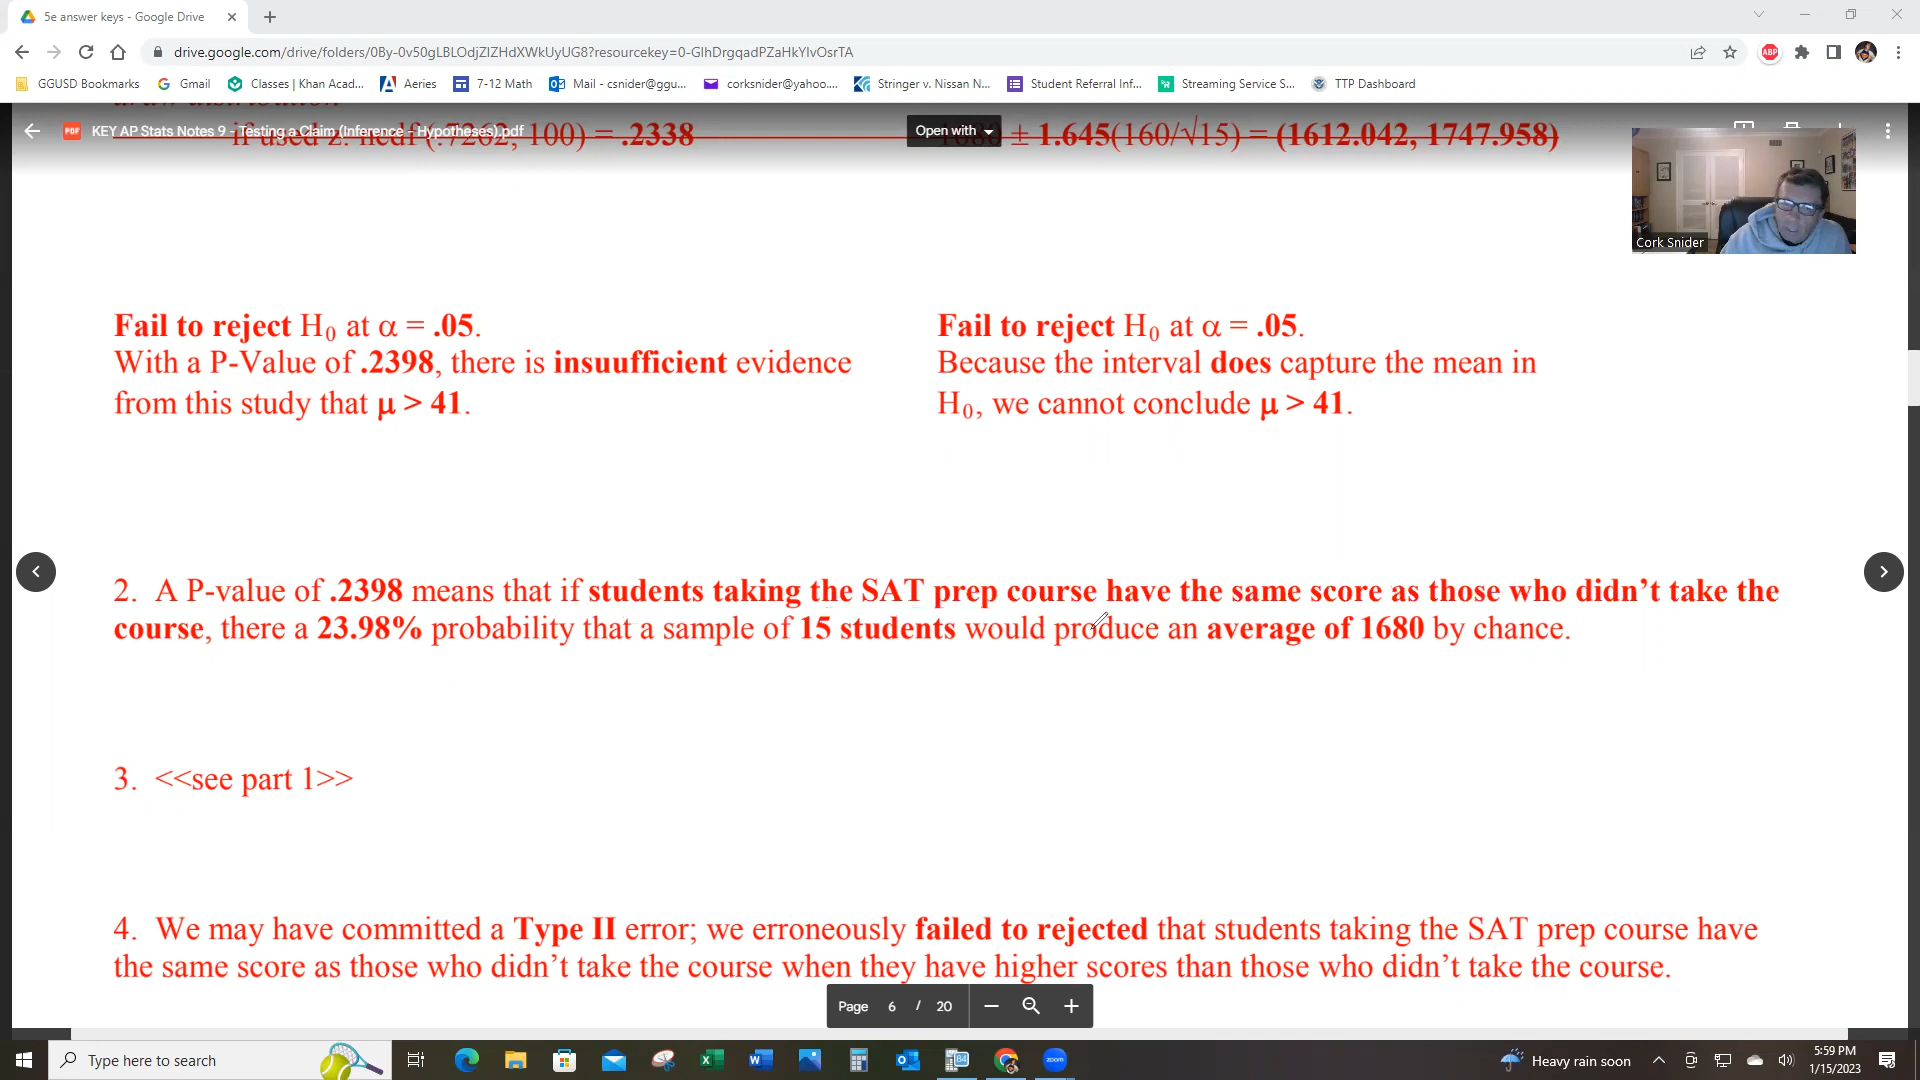 5e answer keys - Google Drive
drive.google.com/drive/folders/0By-0v50gLBLOdjZIZHdXWkUyUG8?resourcekey=0-GlhDrgqadPZaHkYlvOsrTA
GGUSD Bookmarks Gmail Classes | Khan Acad... Aeries 7-12 Math Mail - csnider@ggu... corksnider@yahoo.... Stringer v. Nissan N... Student Referral Inf... Streaming Service S... TTP Dashboard
KEY AP Stats Notes 9 - Testing a Claim (Inference - Hypotheses).pdf
Open with
if used z: ncdf (.7262, 100) = .2338
1680 ± 1.645(160/√15) = (1612.042, 1747.958)
Cork Snider
Fail to reject H₀ at α = .05.
With a P-Value of .2398, there is insuufficient evidence
from this study that μ > 41.
Fail to reject H₀ at α = .05.
Because the interval does capture the mean in
H₀, we cannot conclude μ > 41.
2. A P-value of .2398 means that if students taking the SAT prep course have the same score as those who didn't take the
course, there a 23.98% probability that a sample of 15 students would produce an average of 1680 by chance.
3. <<see part 1>>
4. We may have committed a Type II error; we erroneously failed to rejected that students taking the SAT prep course have
the same score as those who didn't take the course when they have higher scores than those who didn't take the course.
Page 6 / 20
Type here to search
Heavy rain soon
5:59 PM
1/15/2023